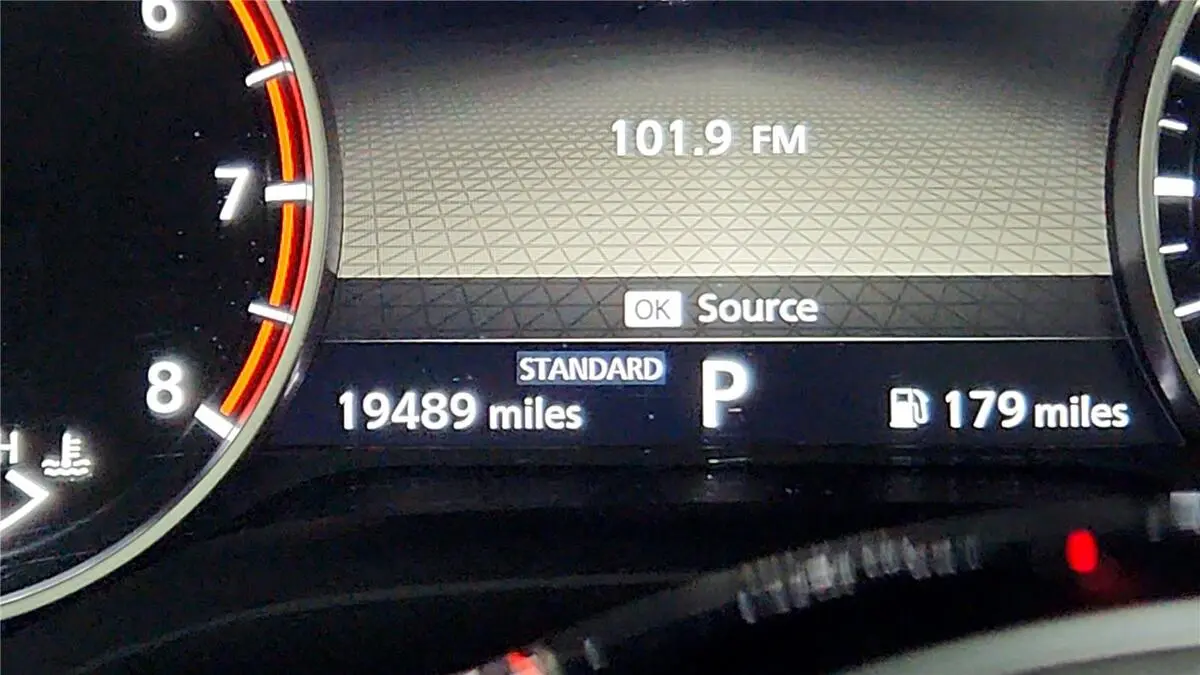 6
7
8
H
101.9 FM
OK Source
STANDARD
P
19489 miles
179 miles